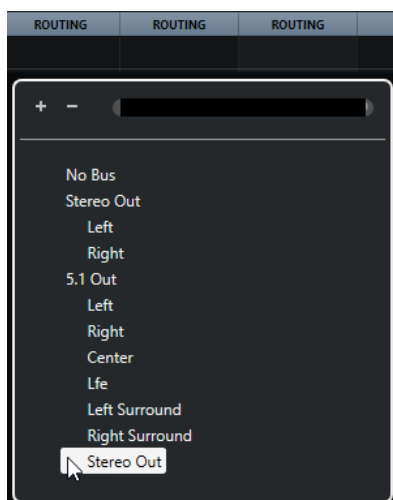 ROUTING ROUTING ROUTING
No Bus
Stereo Out
Left
Right
5.1 Out
Left
Right
Center
Lfe
Left Surround
Right Surround
Stereo Out